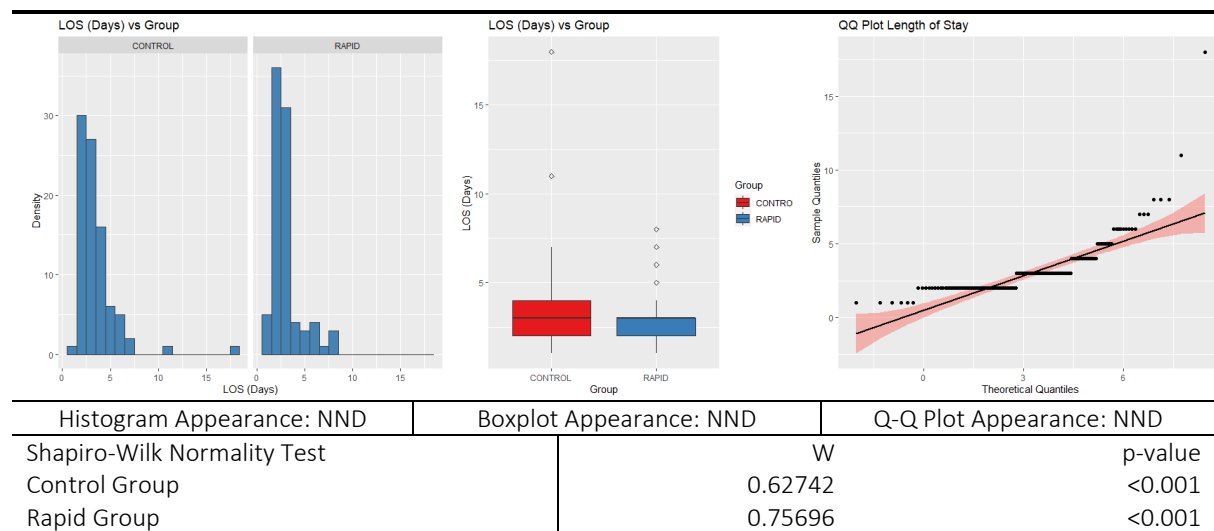 LOS (Days) vs Group
CONTROL RAPID
30
20
10
0
Density
0 5 10 15 0 5 10 15
LOS (Days)
LOS (Days) vs Group
15
10
5
LOS (Days)
CONTROL RAPID
Group
Group
CONTRO
RAPID
QQ Plot Length of Stay
15
10
5
0
Sample Quantiles
0 3 6
Theoretical Quantiles
Histogram Appearance: NND Boxplot Appearance: NND Q-Q Plot Appearance: NND
Shapiro-Wilk Normality Test W p-value
Control Group 0.62742 <0.001
Rapid Group 0.75696 <0.001